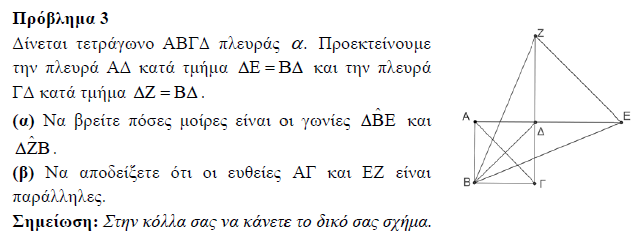 Πρόβλημα 3
Δίνεται τετράγωνο ΑΒΓΔ πλευράς α. Προεκτείνουμε
την πλευρά ΑΔ κατά τμήμα ΔΕ = ΒΔ και την πλευρά
ΓΔ κατά τμήμα ΔΖ = ΒΔ.
(α) Να βρείτε πόσες μοίρες είναι οι γωνίες ΔB̂Ε και
ΔẐΒ.
(β) Να αποδείξετε ότι οι ευθείες ΑΓ και ΕΖ είναι
παράλληλες.
Σημείωση: Στην κόλλα σας να κάνετε το δικό σας σχήμα.
Ζ
Α
Δ
Ε
Β
Γ